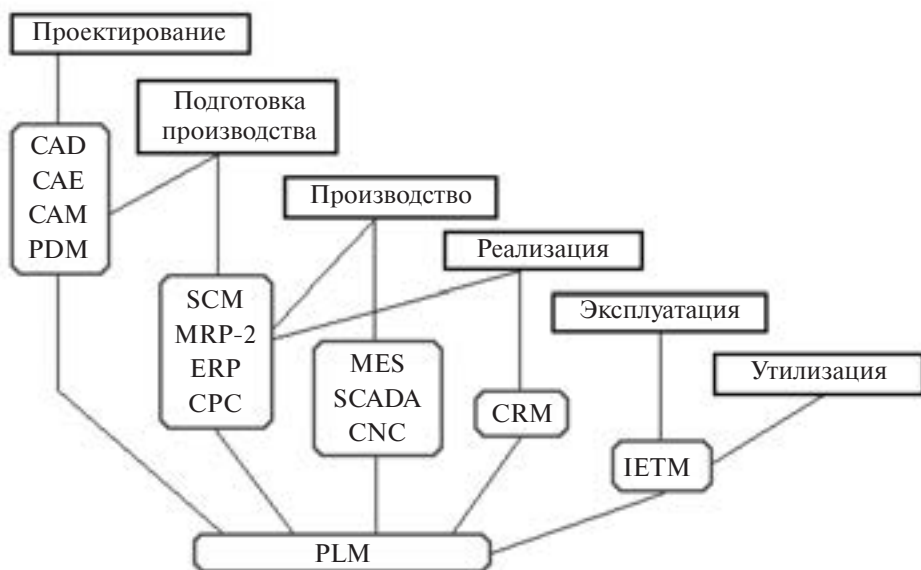 Проектирование
Подготовка
производства
CAD
CAE
CAM
PDM
Производство
Реализация
SCM
MRP-2
ERP
CPC
Эксплуатация
MES
SCADA
CNC
Утилизация
CRM
IETM
PLM